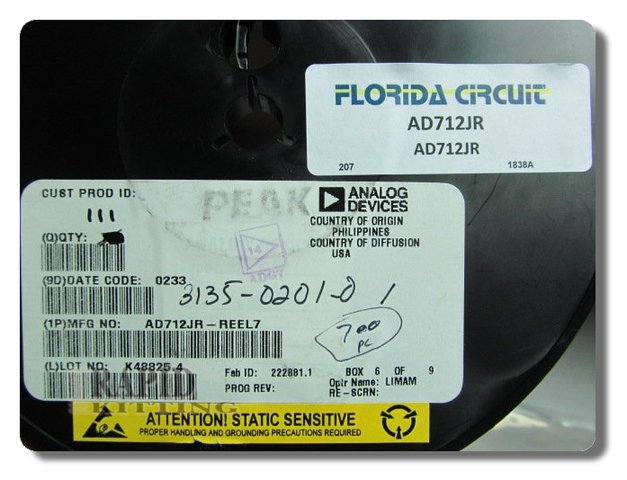 FLORIDA CIRCUIT
AD712JR
AD712JR
207 1838A
CUST PROD ID:
111
PEAK
ANALOG
DEVICES
COUNTRY OF ORIGIN
PHILIPPINES
COUNTRY OF DIFFUSION
USA
(Q)QTY:
14
(9D)DATE CODE: 0233
3135-0201-0 1
(1P)MFG NO: AD712JR-REEL7
700
PC
(L)LOT NO: K48825.4
Fab ID: 222881.1 BOX 6 OF 9
PROG REV: Optr Name: LIMAM
RE-SCRN:
RAPID
KITTING
ATTENTION! STATIC SENSITIVE
PROPER HANDLING AND GROUNDING PRECAUTIONS REQUIRED